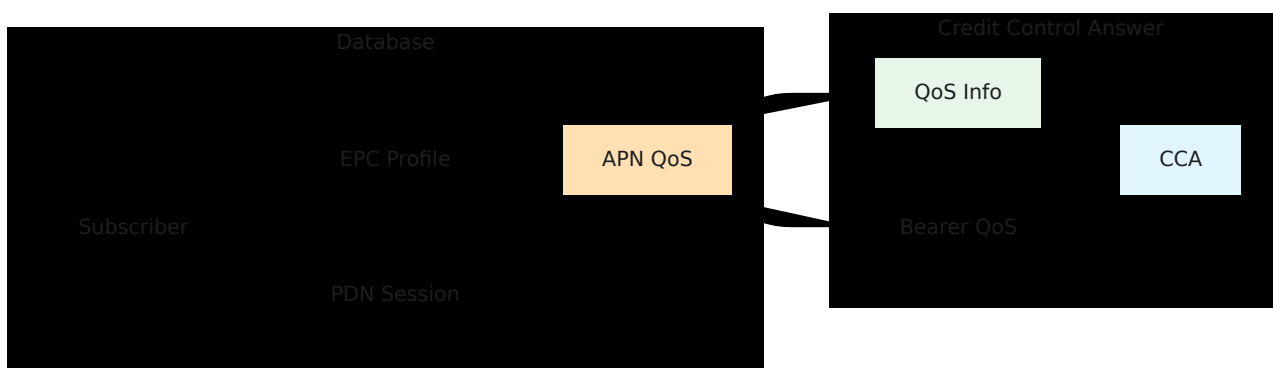 Database
Subscriber
EPC Profile
PDN Session
APN QoS
Credit Control Answer
QoS Info
Bearer QoS
CCA